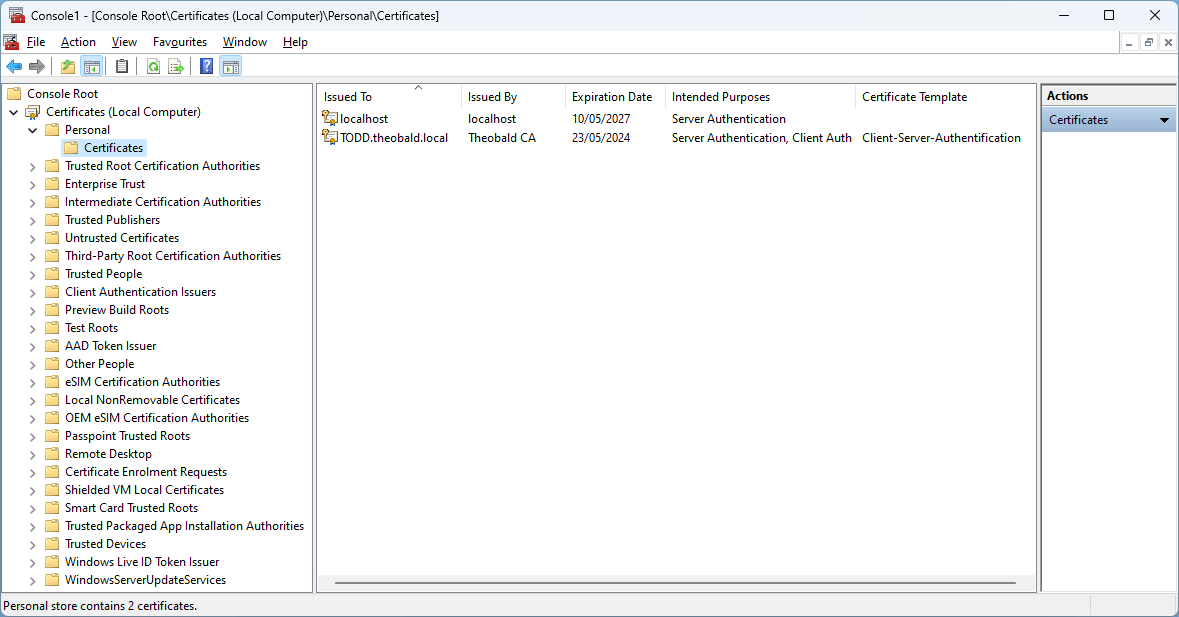 Console1 - [Console Root\Certificates (Local Computer)\Personal\Certificates]
File Action View Favourites Window Help
Console Root
Certificates (Local Computer)
Personal
Certificates
Trusted Root Certification Authorities
Enterprise Trust
Intermediate Certification Authorities
Trusted Publishers
Untrusted Certificates
Third-Party Root Certification Authorities
Trusted People
Client Authentication Issuers
Preview Build Roots
Test Roots
AAD Token Issuer
Other People
eSIM Certification Authorities
Local NonRemovable Certificates
OEM eSIM Certification Authorities
Passpoint Trusted Roots
Remote Desktop
Certificate Enrolment Requests
Shielded VM Local Certificates
Smart Card Trusted Roots
Trusted Packaged App Installation Authorities
Trusted Devices
Windows Live ID Token Issuer
WindowsServerUpdateServices
Issued To Issued By Expiration Date Intended Purposes Certificate Template
localhost localhost 10/05/2027 Server Authentication
TODD.theobald.local Theobald CA 23/05/2024 Server Authentication, Client Auth Client-Server-Authentification
Actions
Certificates
Personal store contains 2 certificates.